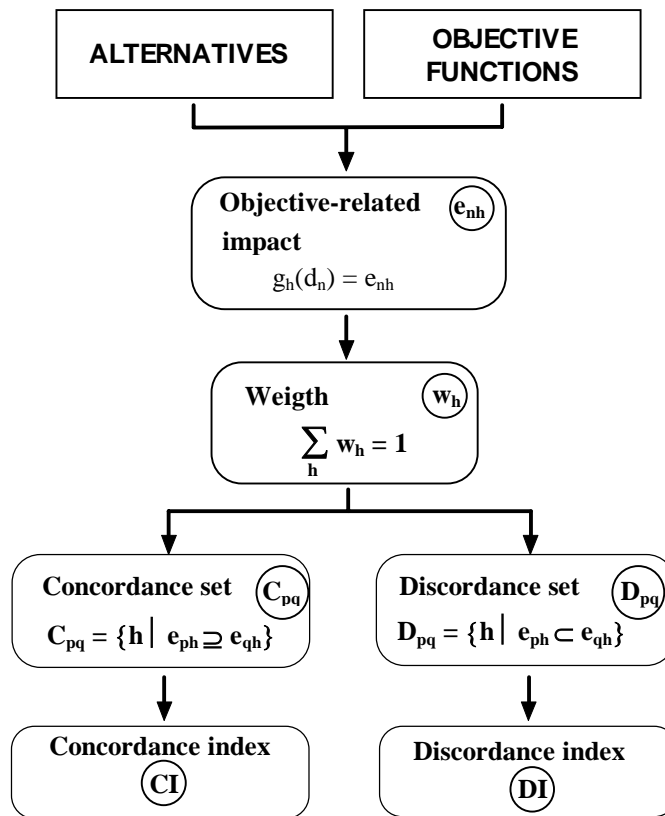 ALTERNATIVES
OBJECTIVE
FUNCTIONS
Objective-related
impact
e_nh
g_h(d_n) = e_nh
Weigth
w_h
∑_h w_h = 1
Concordance set
C_pq
C_pq = {h | e_ph ⊇ e_qh}
Discordance set
D_pq
D_pq = {h | e_ph ⊂ e_qh}
Concordance index
CI
Discordance index
DI